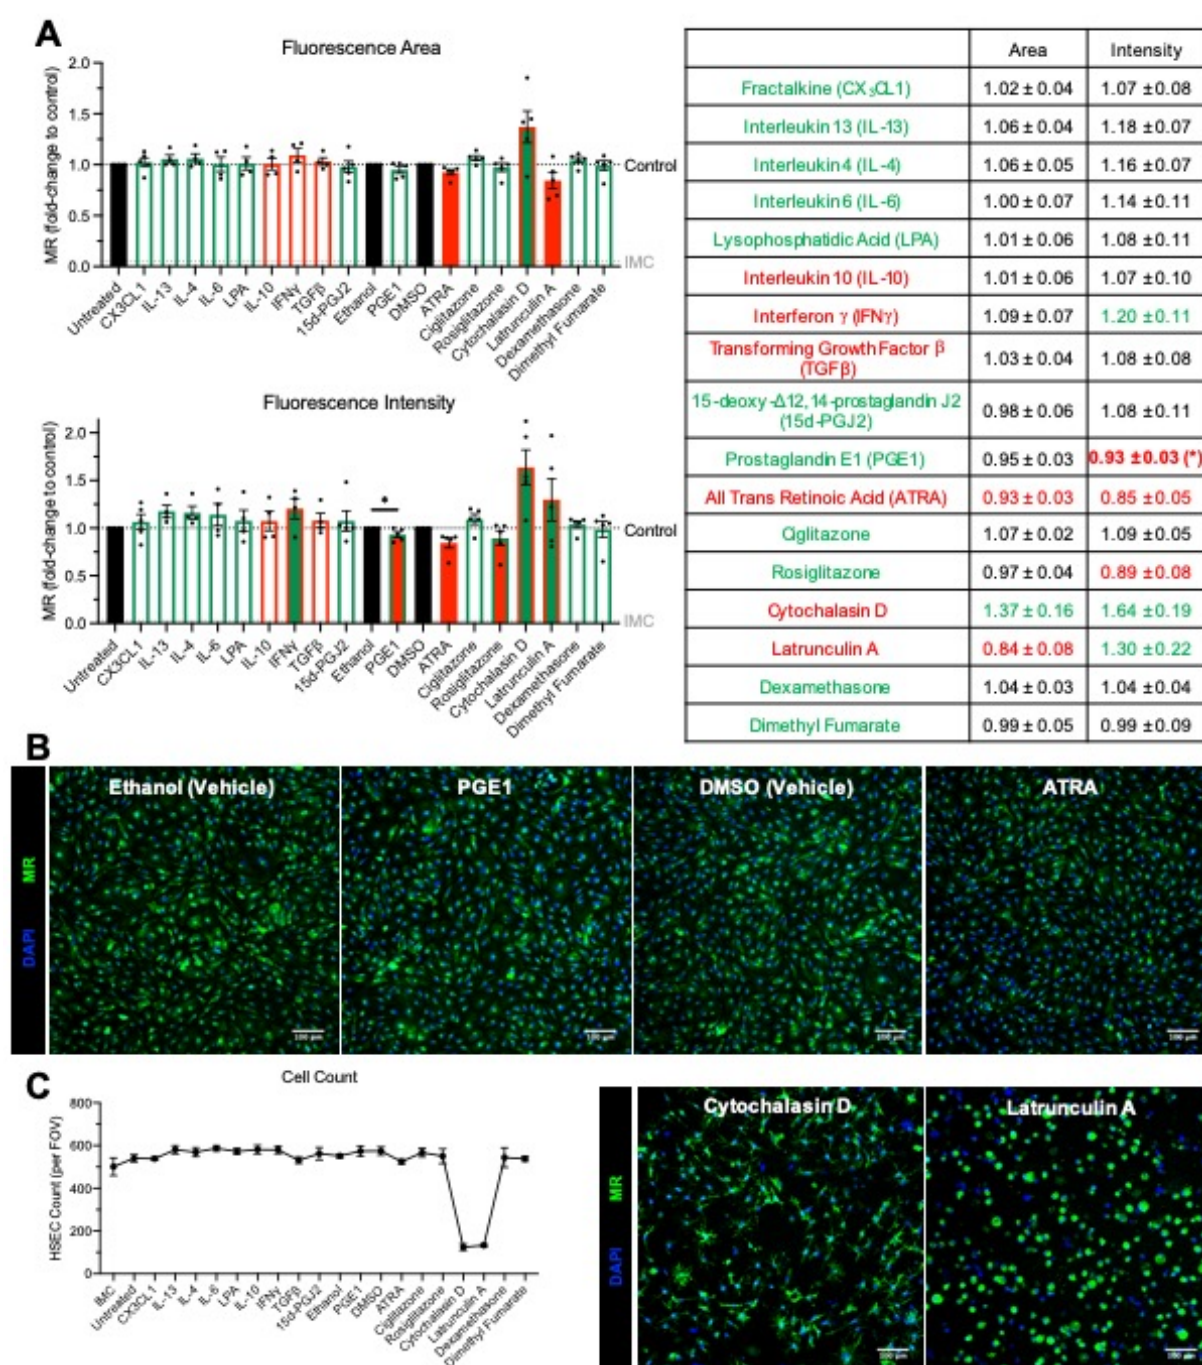 A
Fluorescence Area
MR (fold-change to control)
2.0
1.5
1.0
0.5
0.0
Control
IMC
Untreated
CX3CL1
IL-13
IL-4
IL-6
LPA
IL-10
IFNγ
TGFβ
15d-PGJ2
Ethanol
PGE1
DMSO
ATRA
Ciglitazone
Rosiglitazone
Cytochalasin D
Latrunculin A
Dexamethasone
Dimethyl Fumarate
Fluorescence Intensity
MR (fold-change to control)
2.0
1.5
1.0
0.5
0.0
*
Control
IMC
Untreated
CX3CL1
IL-13
IL-4
IL-6
LPA
IL-10
IFNγ
TGFβ
15d-PGJ2
Ethanol
PGE1
DMSO
ATRA
Ciglitazone
Rosiglitazone
Cytochalasin D
Latrunculin A
Dexamethasone
Dimethyl Fumarate
Area Intensity
Fractalkine (CX3CL1) 1.02 ± 0.04 1.07 ±0.08
Interleukin 13 (IL-13) 1.06 ± 0.04 1.18 ±0.07
Interleukin 4 (IL-4) 1.06 ± 0.05 1.16 ±0.07
Interleukin 6 (IL-6) 1.00 ± 0.07 1.14 ±0.11
Lysophosphatidic Acid (LPA) 1.01 ± 0.06 1.08 ±0.11
Interleukin 10 (IL-10) 1.01 ± 0.06 1.07 ±0.10
Interferon γ (IFNγ) 1.09 ± 0.07 1.20 ±0.11
Transforming Growth Factor β
(TGFβ) 1.03 ± 0.04 1.08 ±0.08
15-deoxy-Δ12,14-prostaglandin J2
(15d-PGJ2) 0.98 ± 0.06 1.08 ±0.11
Prostaglandin E1 (PGE1) 0.95 ± 0.03 0.93 ±0.03 (*)
All Trans Retinoic Acid (ATRA) 0.93 ± 0.03 0.85 ±0.05
Ciglitazone 1.07 ± 0.02 1.09 ±0.05
Rosiglitazone 0.97 ± 0.04 0.89 ±0.08
Cytochalasin D 1.37 ± 0.16 1.64 ±0.19
Latrunculin A 0.84 ± 0.08 1.30 ±0.22
Dexamethasone 1.04 ± 0.03 1.04 ±0.04
Dimethyl Fumarate 0.99 ± 0.05 0.99 ±0.09
B
DAPI MR
Ethanol (Vehicle)
100 µm
PGE1
100 µm
DMSO (Vehicle)
100 µm
ATRA
100 µm
C
Cell Count
HSEC Count (per FOV)
800
600
400
200
0
IMC
Untreated
CX3CL1
IL-13
IL-4
IL-6
LPA
IL-10
IFNγ
TGFβ
15d-PGJ2
Ethanol
PGE1
DMSO
ATRA
Ciglitazone
Rosiglitazone
Cytochalasin D
Latrunculin A
Dexamethasone
Dimethyl Fumarate
DAPI MR
Cytochalasin D
100 µm
Latrunculin A
100 µm